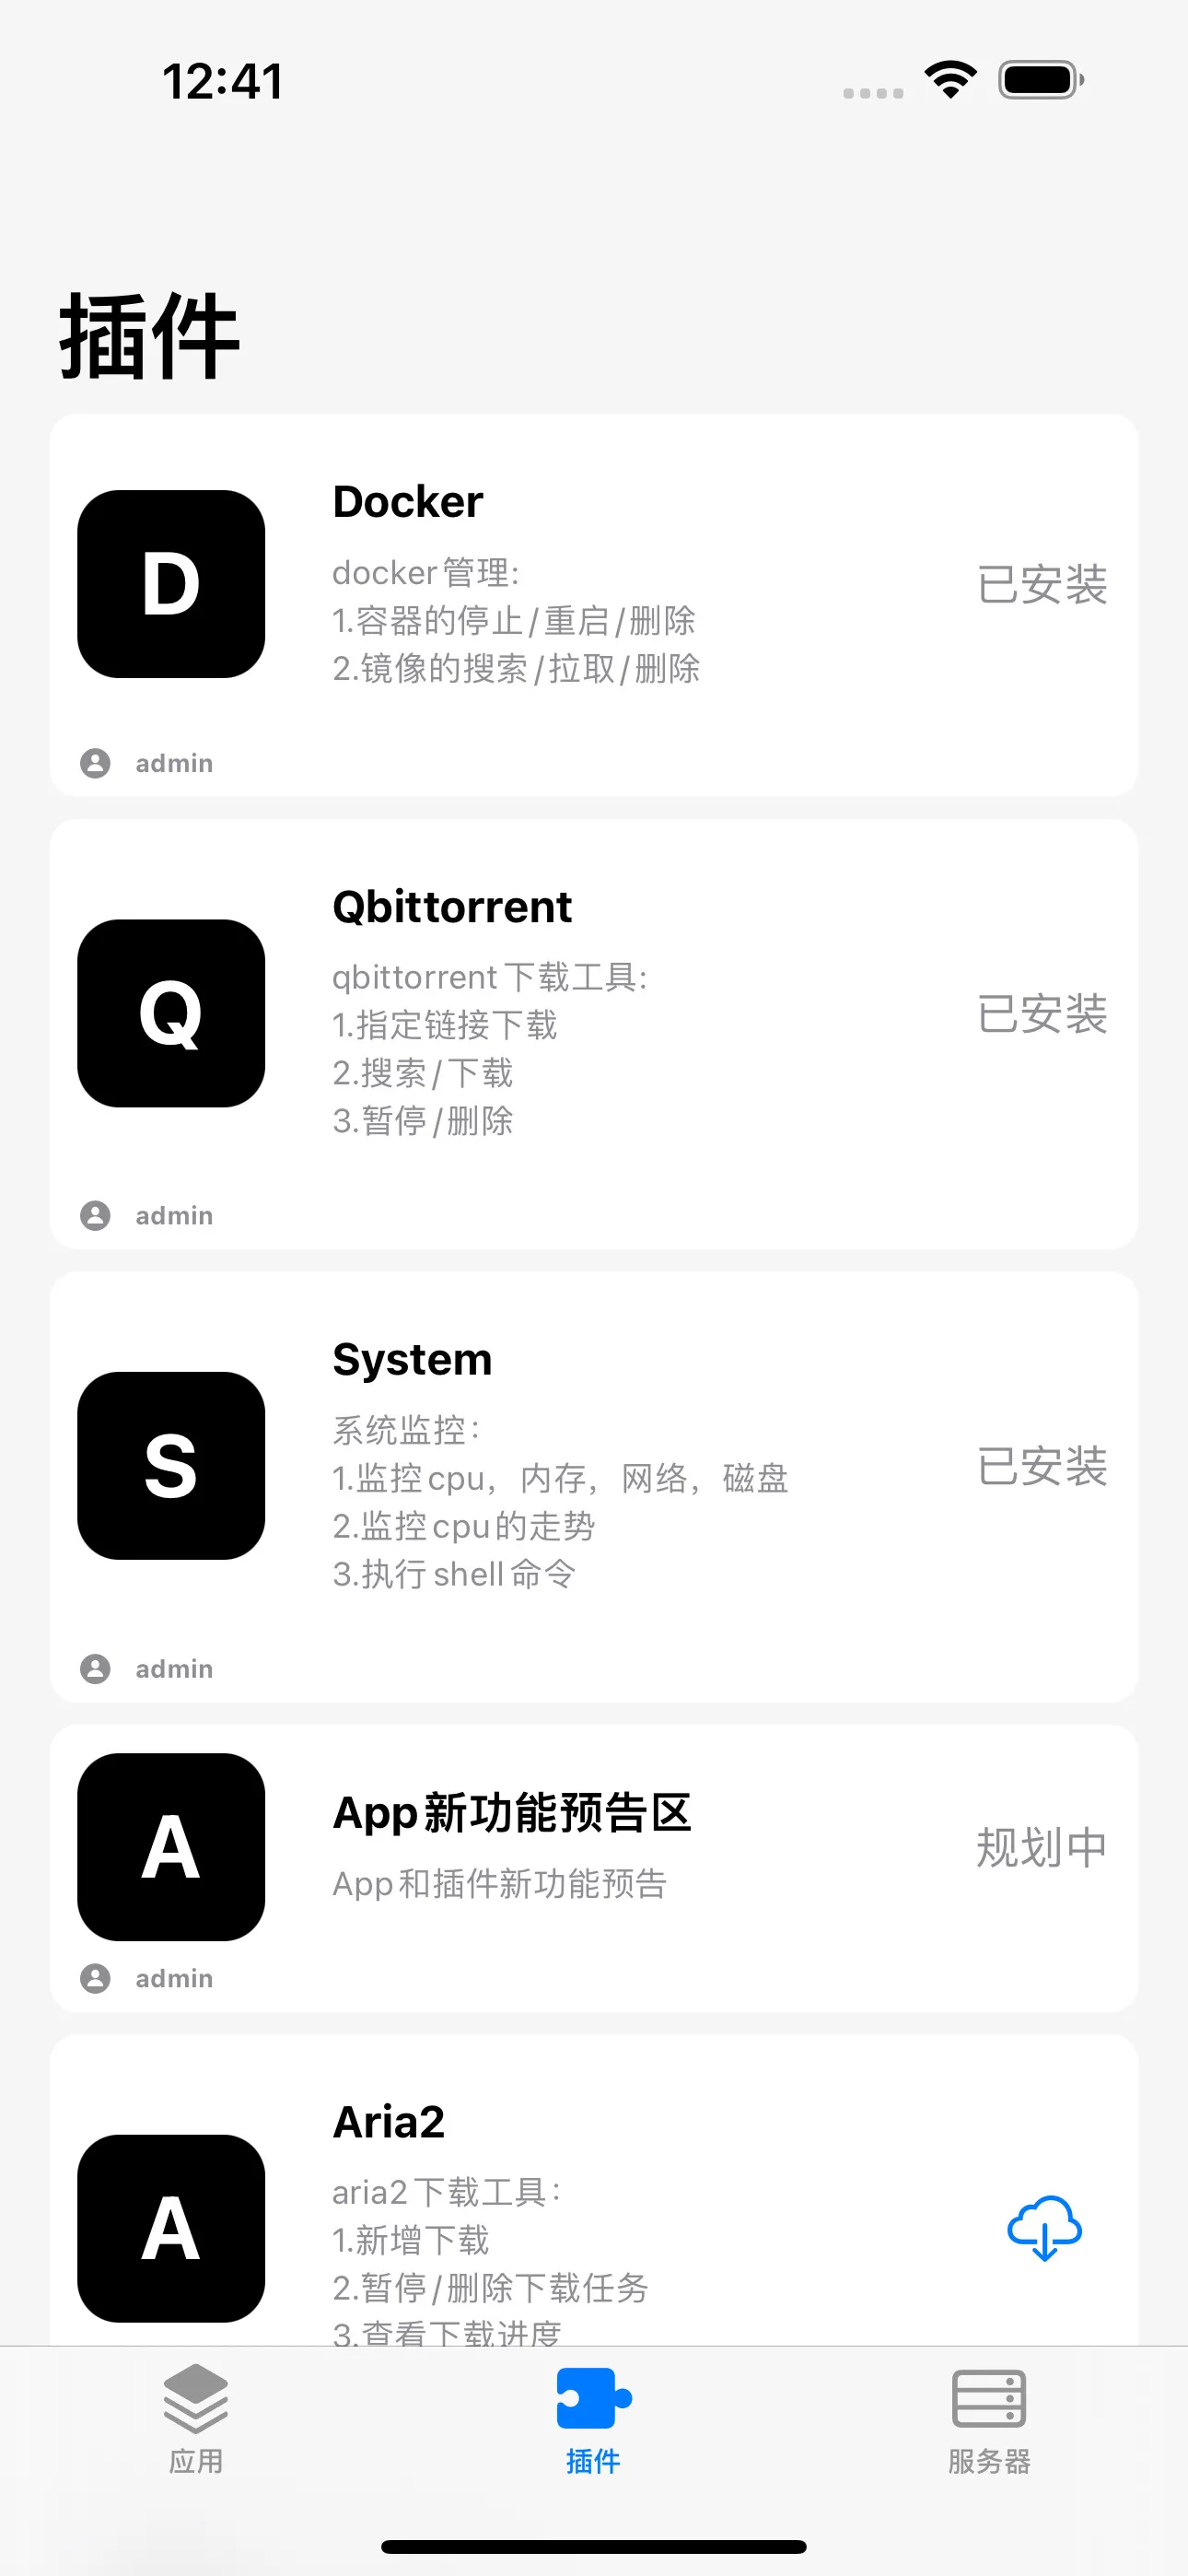 12:41
插件
D
Docker
docker管理:
1.容器的停止/重启/删除
2.镜像的搜索/拉取/删除
已安装
admin
Q
Qbittorrent
qbittorrent下载工具:
1.指定链接下载
2.搜索/下载
3.暂停/删除
已安装
admin
S
System
系统监控：
1.监控cpu，内存，网络，磁盘
2.监控cpu的走势
3.执行shell命令
已安装
admin
A
App新功能预告区
App和插件新功能预告
规划中
admin
A
Aria2
aria2下载工具：
1.新增下载
2.暂停/删除下载任务
3.查看下载进度
应用
插件
服务器